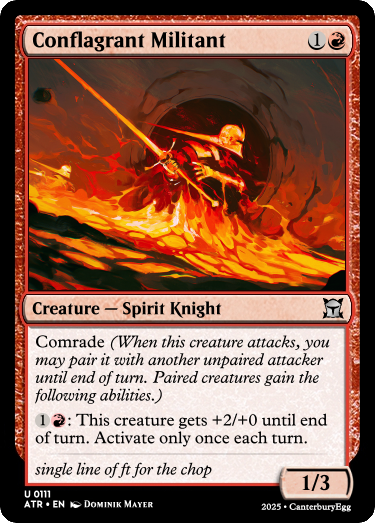 Conflagrant Militant 1
Creature — Spirit Knight
Comrade (When this creature attacks, you
may pair it with another unpaired attacker
until end of turn. Paired creatures gain the
following abilities.)
1 : This creature gets +2/+0 until end
of turn. Activate only once each turn.
single line of ft for the chop
1/3
U 0111
ATR • EN Dominik Mayer
2025 • CanterburyEgg